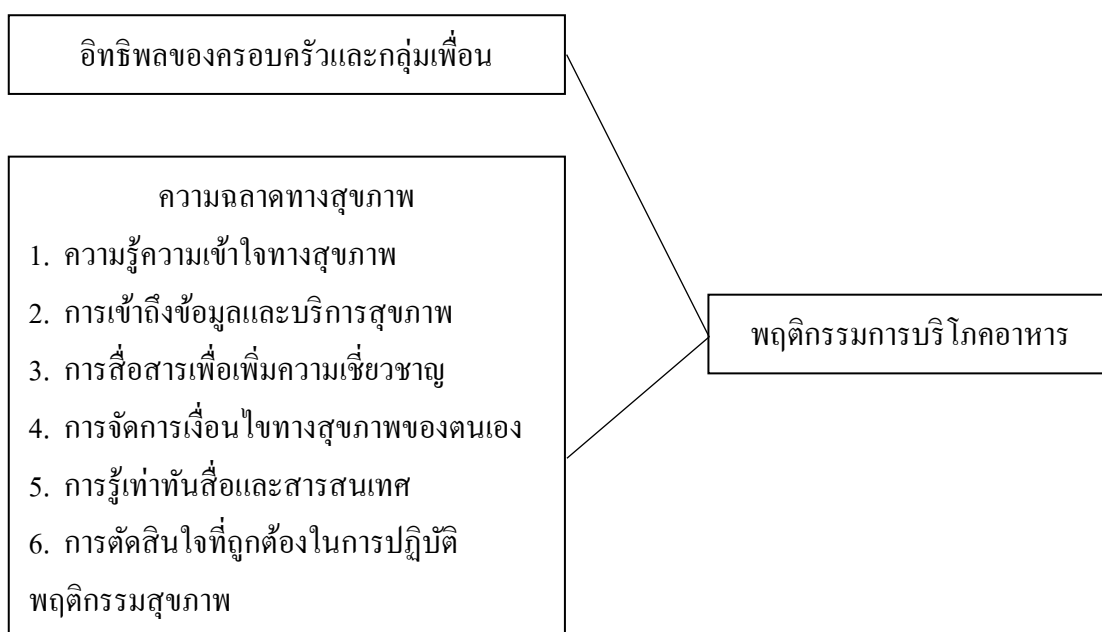 อิทธิพลของครอบครัวและกลุ่มเพื่อน
ความฉลาดทางสุขภาพ
1. ความรู้ความเข้าใจทางสุขภาพ
2. การเข้าถึงข้อมูลและบริการสุขภาพ
3. การสื่อสารเพื่อเพิ่มความเชี่ยวชาญ
4. การจัดการเงื่อนไขทางสุขภาพของตนเอง
5. การรู้เท่าทันสื่อและสารสนเทศ
6. การตัดสินใจที่ถูกต้องในการปฏิบัติ
พฤติกรรมสุขภาพ
พฤติกรรมการบริโภคอาหาร